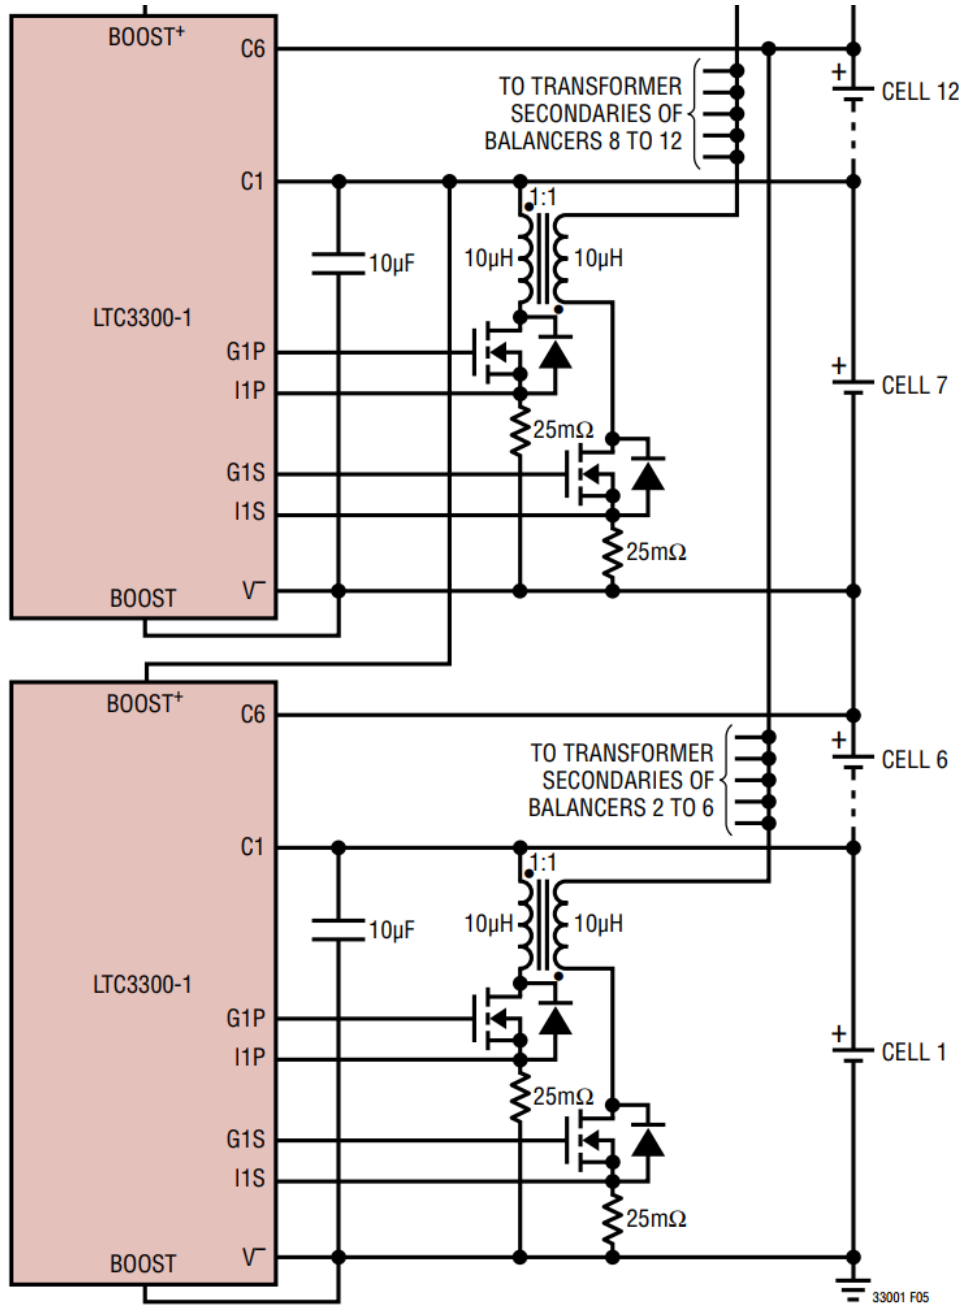 BOOST⁺
C6
TO TRANSFORMER
SECONDARIES OF
BALANCERS 8 TO 12
+
CELL 12
C1
1:1
10µF
10µH
10µH
LTC3300-1
G1P
I1P
+
CELL 7
25mΩ
G1S
I1S
25mΩ
V⁻
BOOST
BOOST⁺
C6
TO TRANSFORMER
SECONDARIES OF
BALANCERS 2 TO 6
+
CELL 6
C1
1:1
10µF
10µH
10µH
LTC3300-1
G1P
I1P
+
CELL 1
25mΩ
G1S
I1S
25mΩ
V⁻
BOOST
33001 F05